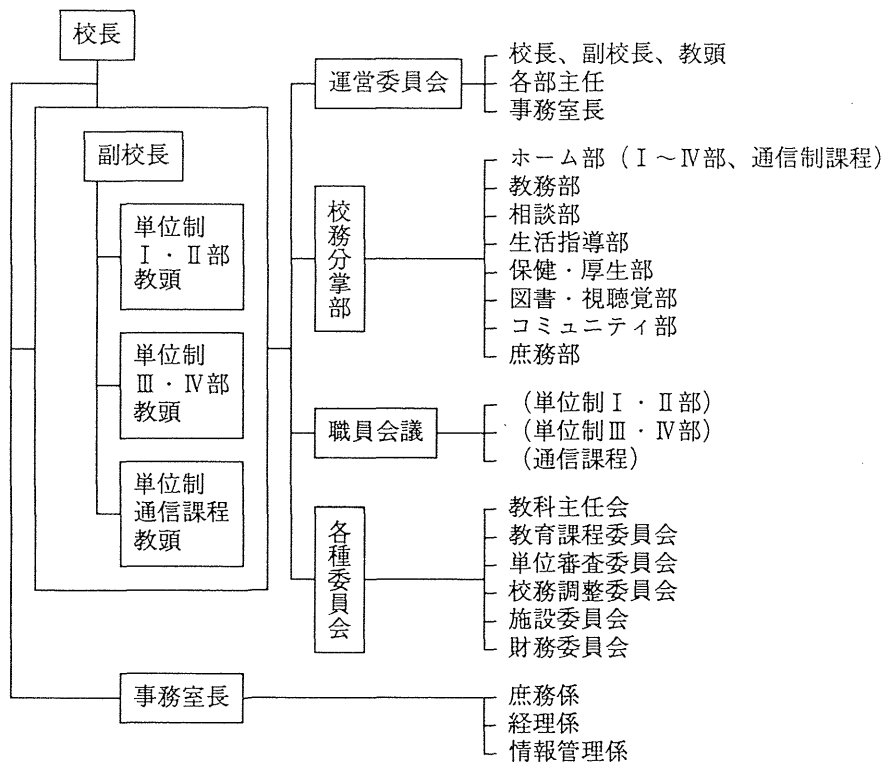 校長
副校長
単位制
Ⅰ・Ⅱ部
教頭
単位制
Ⅲ・Ⅳ部
教頭
単位制
通信課程
教頭
運営委員会
校長、副校長、教頭
各部主任
事務室長
校務分掌部
ホーム部（Ⅰ～Ⅳ部、通信制課程）
教務部
相談部
生活指導部
保健・厚生部
図書・視聴覚部
コミュニティ部
庶務部
職員会議
（単位制Ⅰ・Ⅱ部）
（単位制Ⅲ・Ⅳ部）
（通信課程）
各種委員会
教科主任会
教育課程委員会
単位審査委員会
校務調整委員会
施設委員会
財務委員会
事務室長
庶務係
経理係
情報管理係